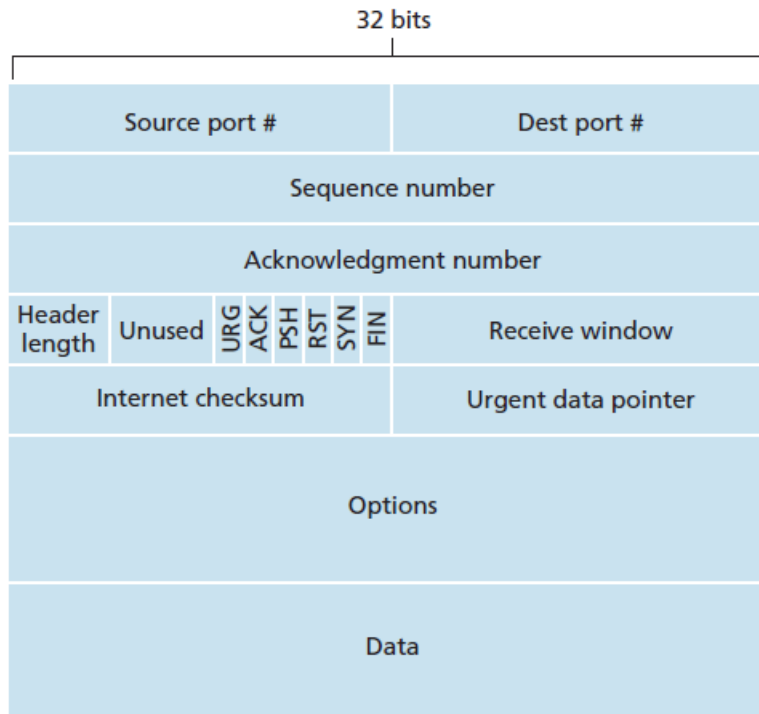 32 bits
Source port # Dest port #
Sequence number
Acknowledgment number
Header length Unused URG ACK PSH RST SYN FIN Receive window
Internet checksum Urgent data pointer
Options
Data